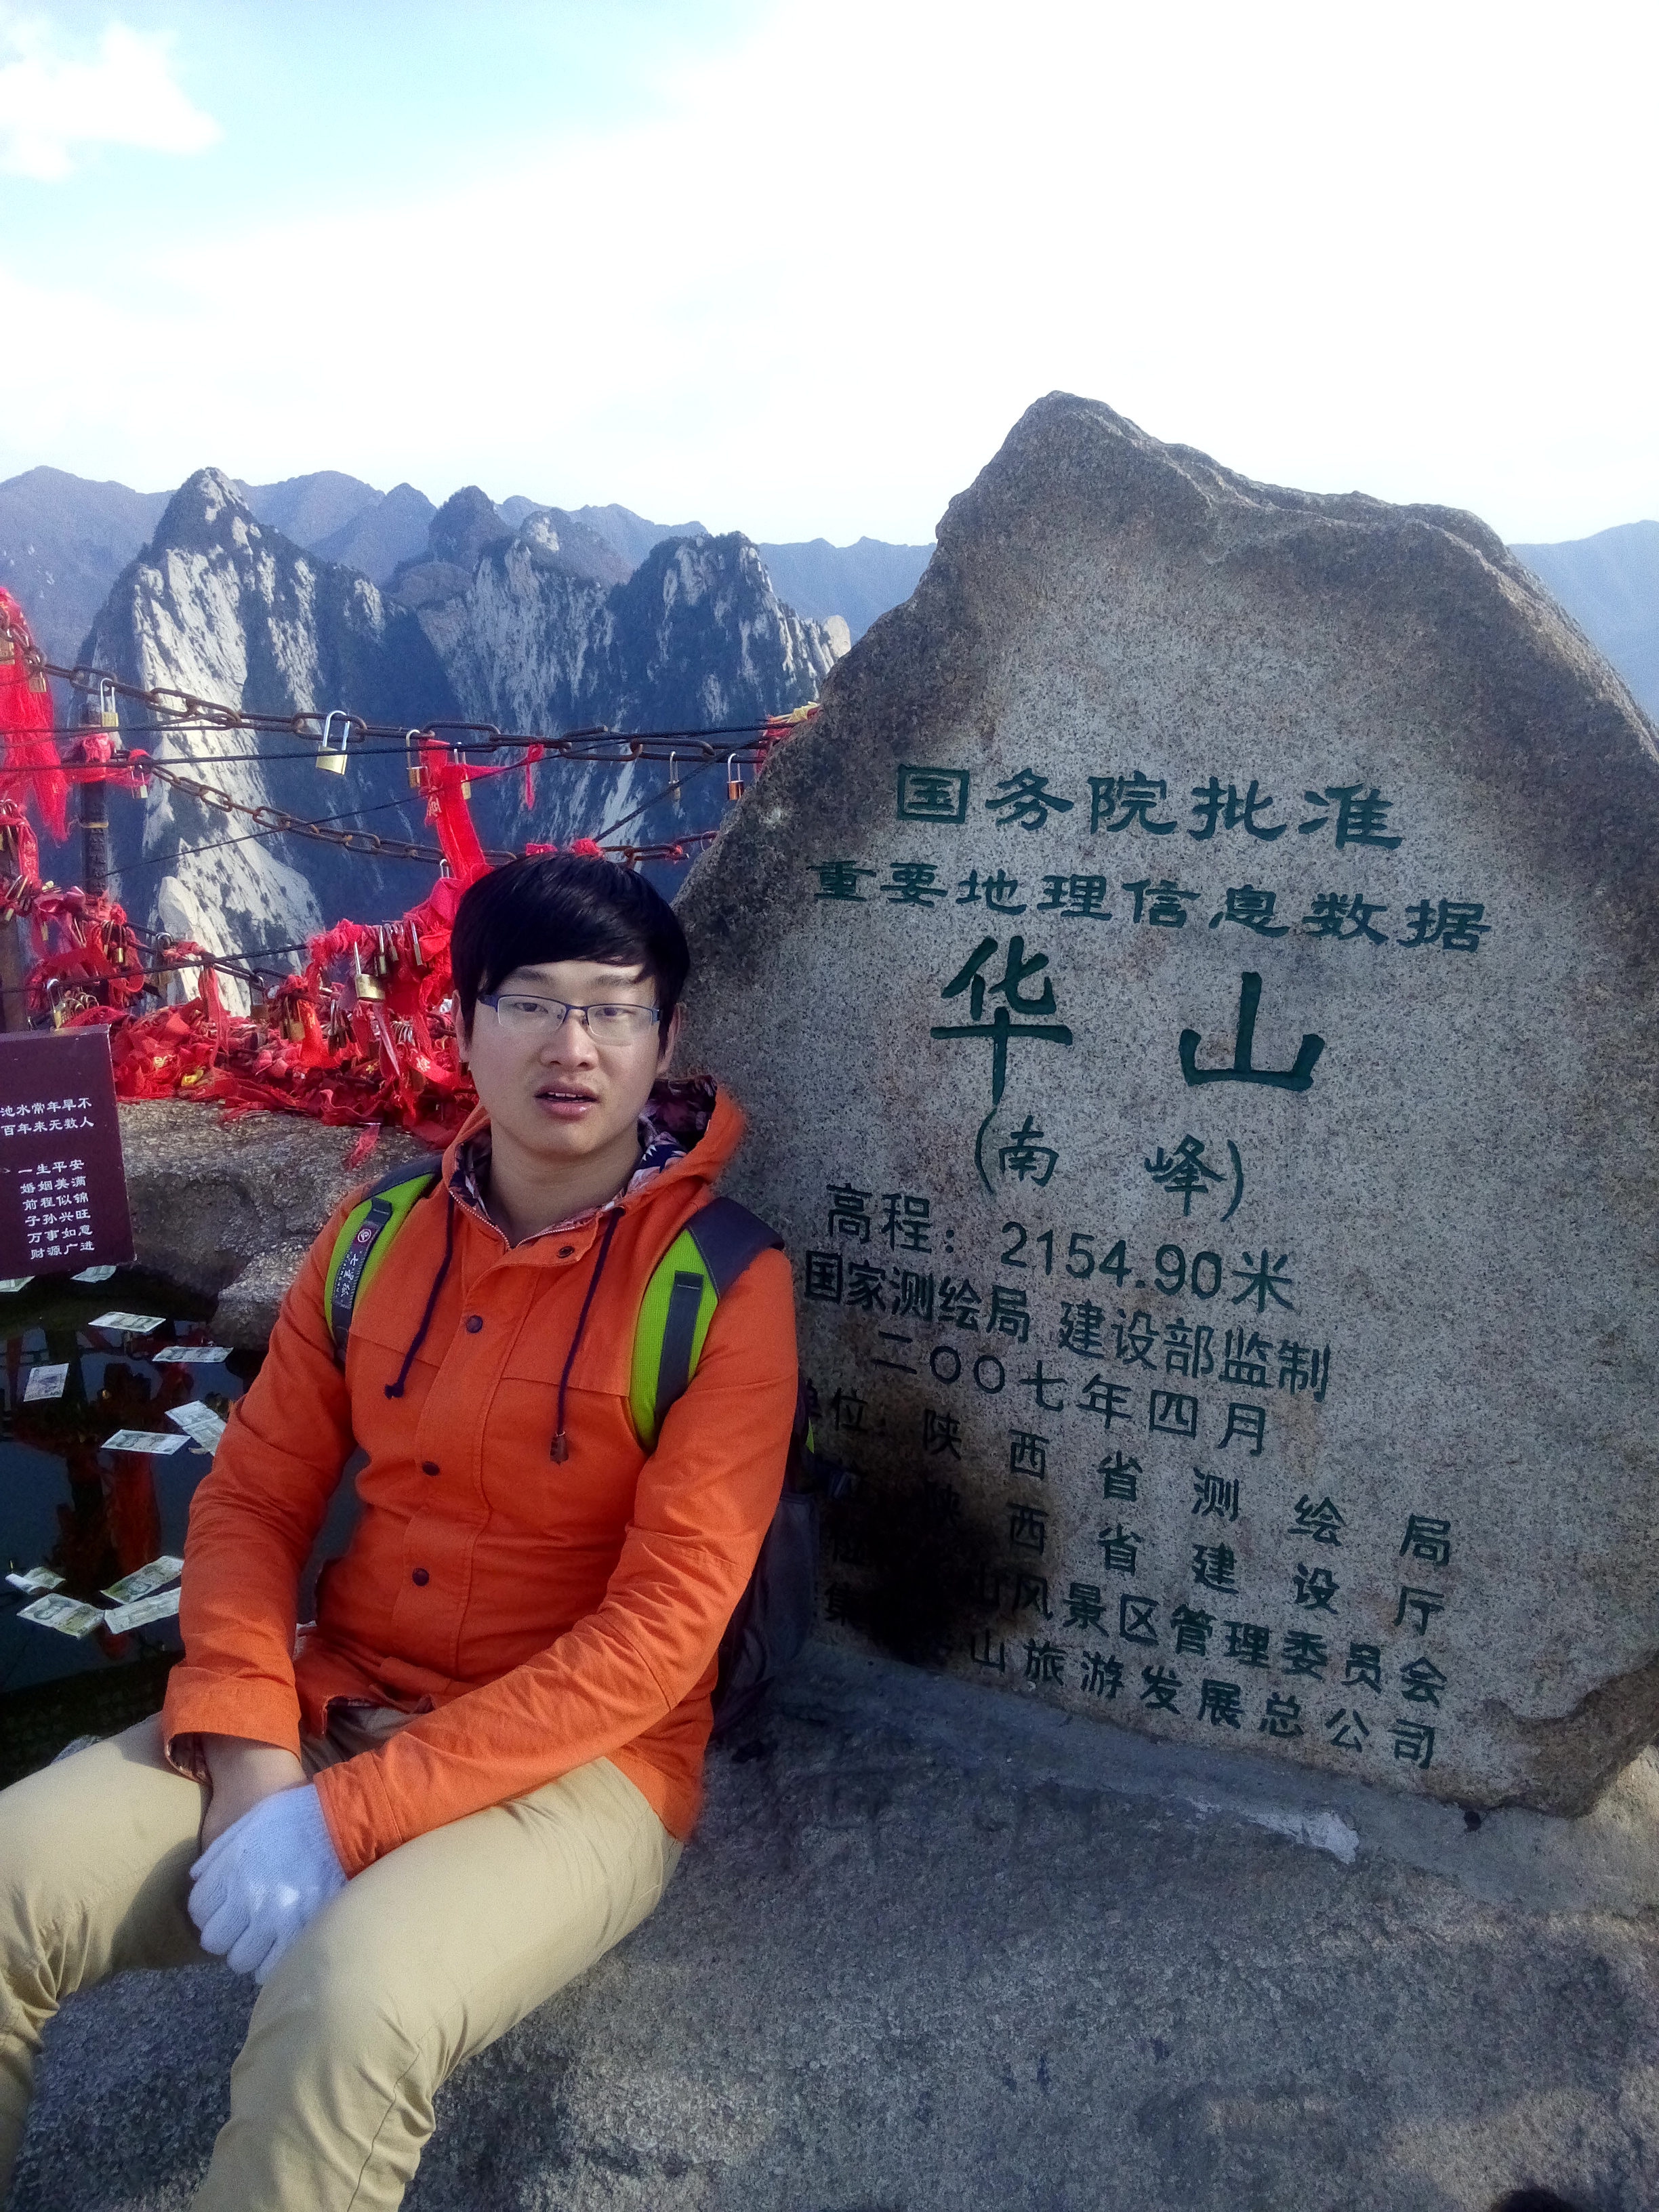 国务院批准
重要地理信息数据
华山
(南峰)
高程：2154.90米
国家测绘局 建设部监制
二〇〇七年四月
单位：陕西省测绘局
陕西省建设厅
山风景区管理委员会
集 华山旅游发展总公司
池水常年旱不
百年来无数人
一生平安
婚姻美满
前程似锦
子孙兴旺
万事如意
财源广进